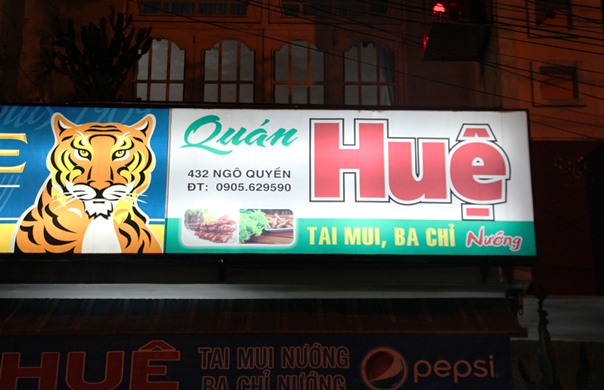 Quán
Huệ
432 NGÔ QUYỀN
ĐT: 0905.629590
TAI MUI, BA CHỈ Nướng
HUỆ
TAI MUI NƯỚNG
BA CHỈ NƯỚNG
pepsi